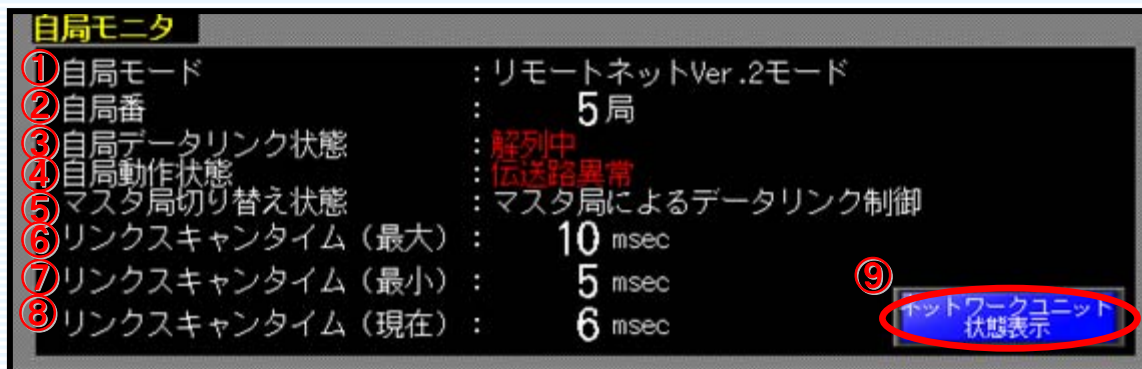 自局モニタ
①自局モード : リモートネットVer.2モード
②自局番 : 5局
③自局データリンク状態 : 解列中
④自局動作状態 : 伝送路異常
⑤マスタ局切り替え状態 : マスタ局によるデータリンク制御
⑥リンクスキャンタイム(最大) : 10 msec
⑦リンクスキャンタイム(最小) : 5 msec
⑧リンクスキャンタイム(現在) : 6 msec
⑨
ネットワークユニット
状態表示